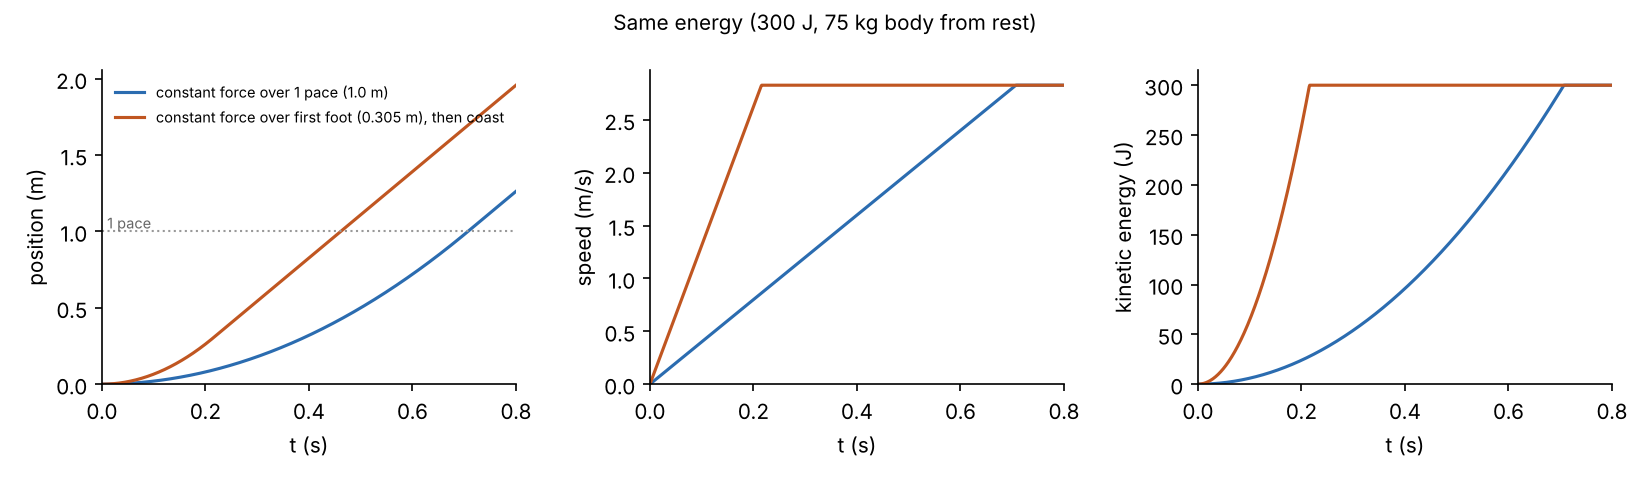 Same energy (300 J, 75 kg body from rest)
position (m)
2.0
1.5
1.0
0.5
0.0
constant force over 1 pace (1.0 m)
constant force over first foot (0.305 m), then coast
1 pace
0.0 0.2 0.4 0.6 0.8
t (s)
speed (m/s)
2.5
2.0
1.5
1.0
0.5
0.0
0.0 0.2 0.4 0.6 0.8
t (s)
kinetic energy (J)
300
250
200
150
100
50
0
0.0 0.2 0.4 0.6 0.8
t (s)